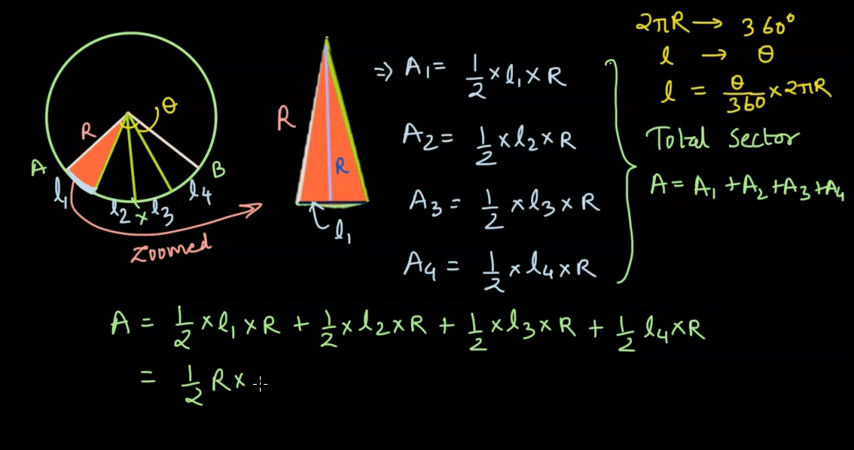 2πR → 360°
l → θ
l = θ/360 × 2πR
Total Sector
A = A₁ + A₂ + A₃ + A₄
θ
R
A
B
l₁
l₂ × l₃
l₄
Zoomed
R
R
l₁
⇒ A₁ = 1/2 × l₁ × R
A₂ = 1/2 × l₂ × R
A₃ = 1/2 × l₃ × R
A₄ = 1/2 × l₄ × R
A = 1/2 × l₁ × R + 1/2 × l₂ × R + 1/2 × l₃ × R + 1/2 l₄ × R
= 1/2 R ×